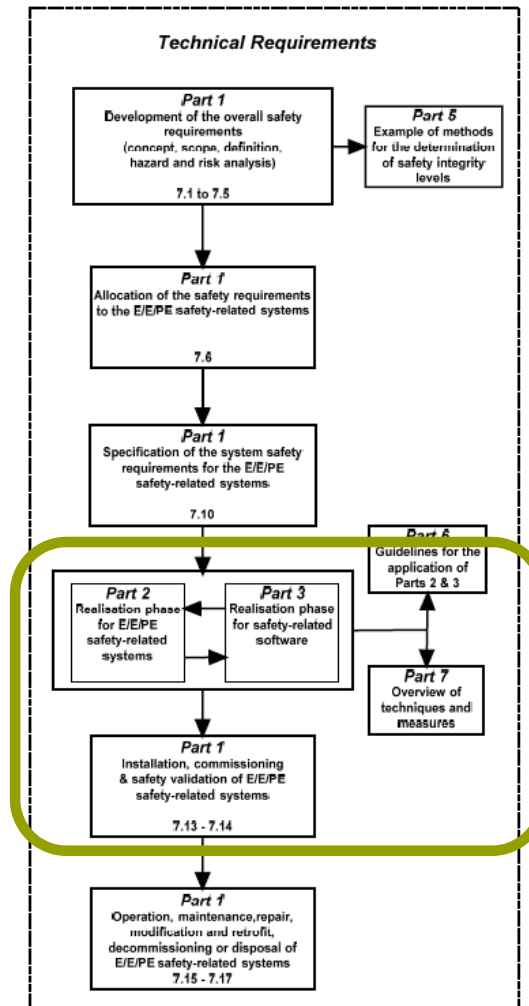 Technical Requirements
Part 1
Development of the overall safety
requirements
(concept, scope, definition,
hazard and risk analysis)
7.1 to 7.5
Part 5
Example of methods
for the determination
of safety integrity
levels
Part 1
Allocation of the safety requirements
to the E/E/PE safety-related systems
7.6
Part 1
Specification of the system safety
requirements for the E/E/PE
safety-related systems
7.10
Part 6
Guidelines for the
application of
Parts 2 & 3
Part 2
Realisation phase
for E/E/PE
safety-related
systems
Part 3
Realisation phase
for safety-related
software
Part 7
Overview of
techniques and
measures
Part 1
Installation, commissioning
& safety validation of E/E/PE
safety-related systems
7.13 - 7.14
Part 1
Operation, maintenance,repair,
modification and retrofit,
decommissioning or disposal of
E/E/PE safety-related systems
7.15 - 7.17